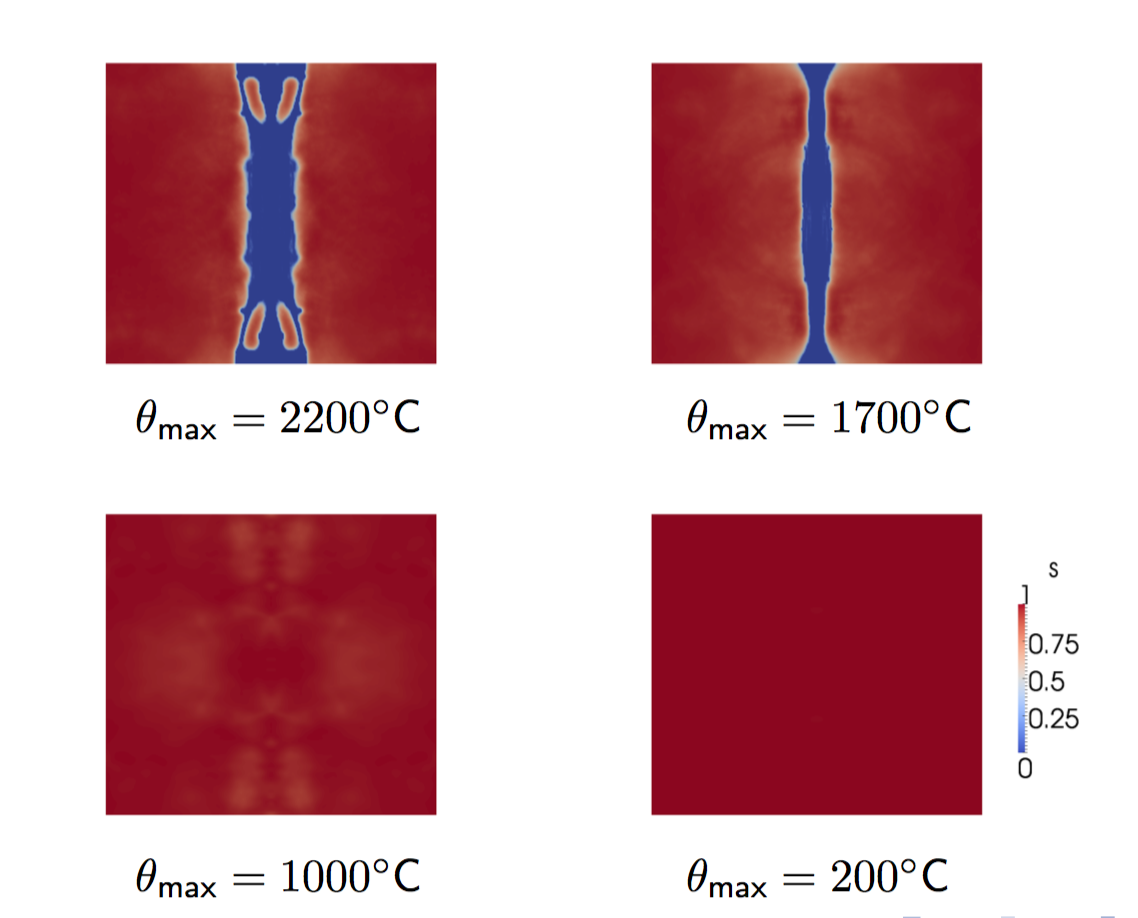 θmax = 2200°C
θmax = 1700°C
s
1
0.75
0.5
0.25
0
θmax = 1000°C
θmax = 200°C